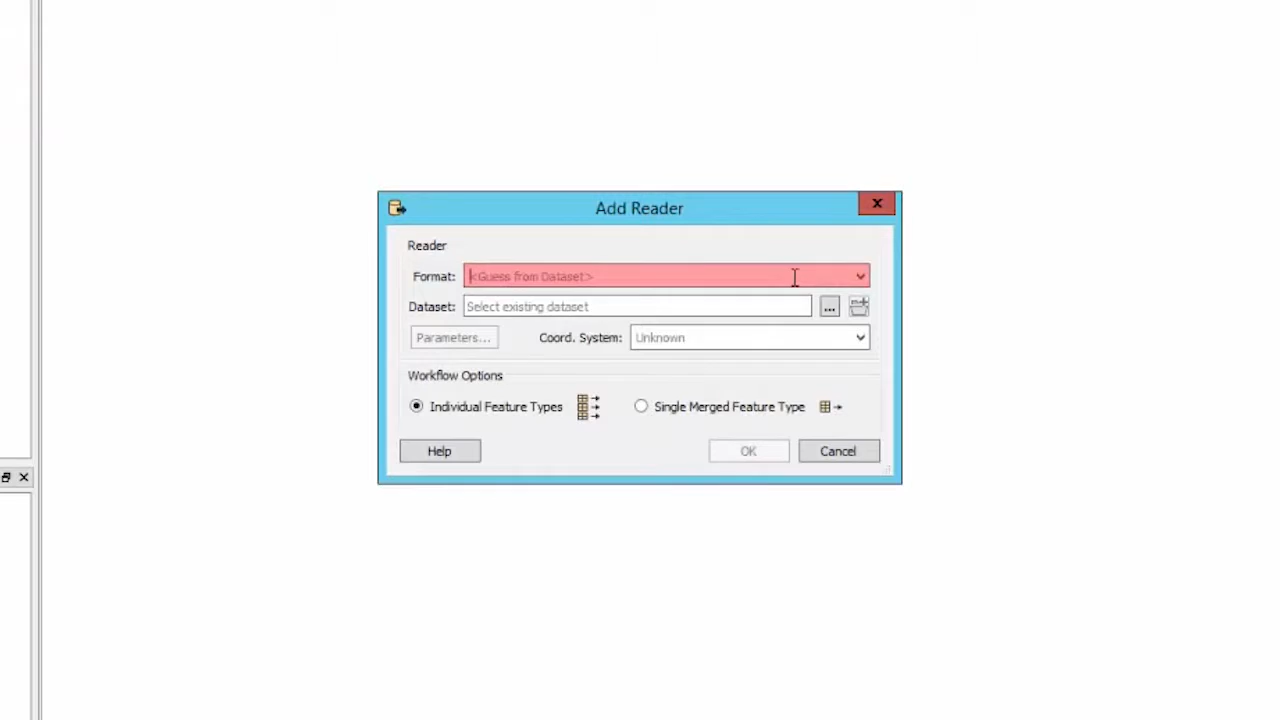 Add Reader
Reader
Format: <Guess from Dataset>
Dataset: Select existing dataset ...
Parameters... Coord. System: Unknown
Workflow Options
Individual Feature Types Single Merged Feature Type
Help OK Cancel